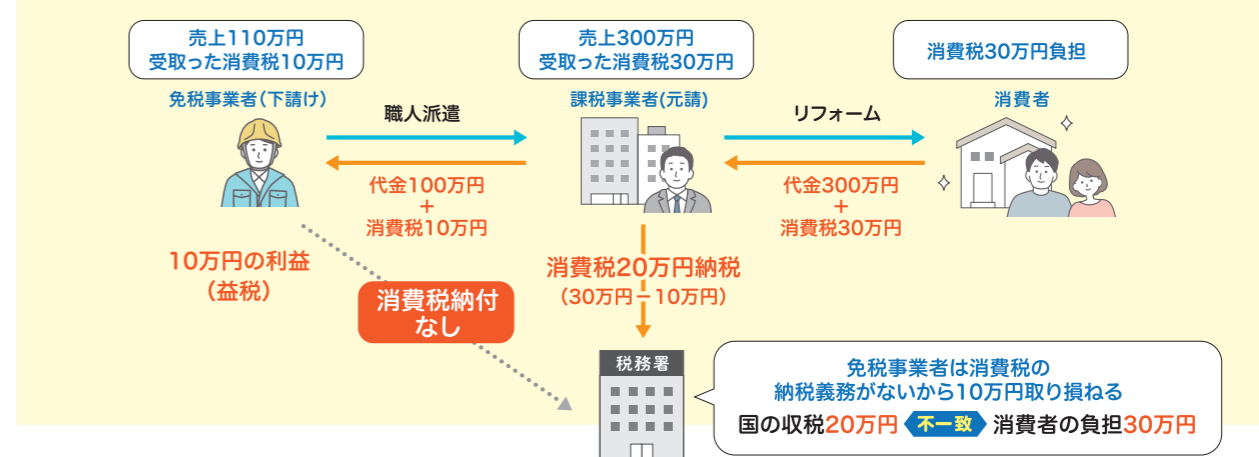 売上110万円
受取った消費税10万円
売上300万円
受取った消費税30万円
消費税30万円負担
免税事業者(下請け)
課税事業者(元請)
消費者
職人派遣
リフォーム
代金100万円
+
消費税10万円
代金300万円
+
消費税30万円
10万円の利益
(益税)
消費税納付
なし
消費税20万円納税
(30万円-10万円)
税務署
免税事業者は消費税の
納税義務がないから10万円取り損ねる
国の収税20万円 不一致 消費者の負担30万円